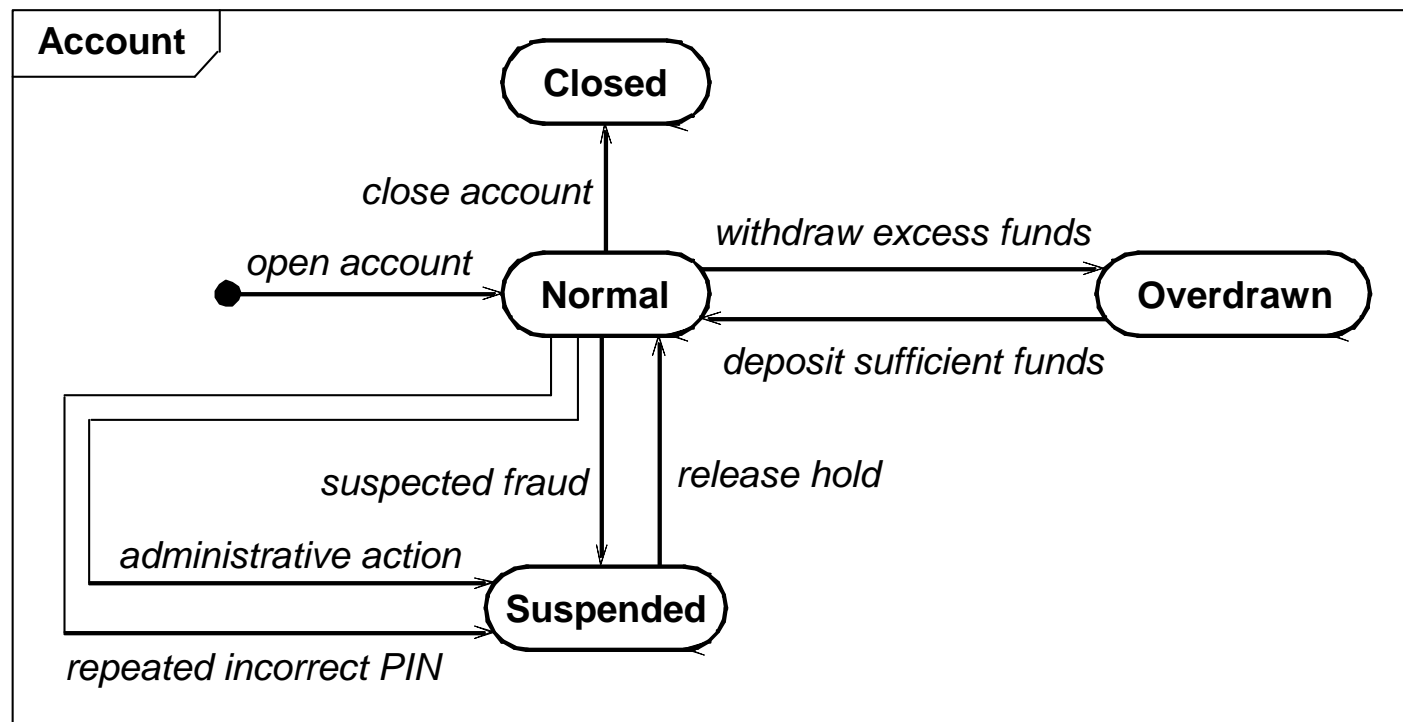 Account
Closed
close account
withdraw excess funds
open account
Normal
Overdrawn
deposit sufficient funds
suspected fraud
release hold
administrative action
Suspended
repeated incorrect PIN